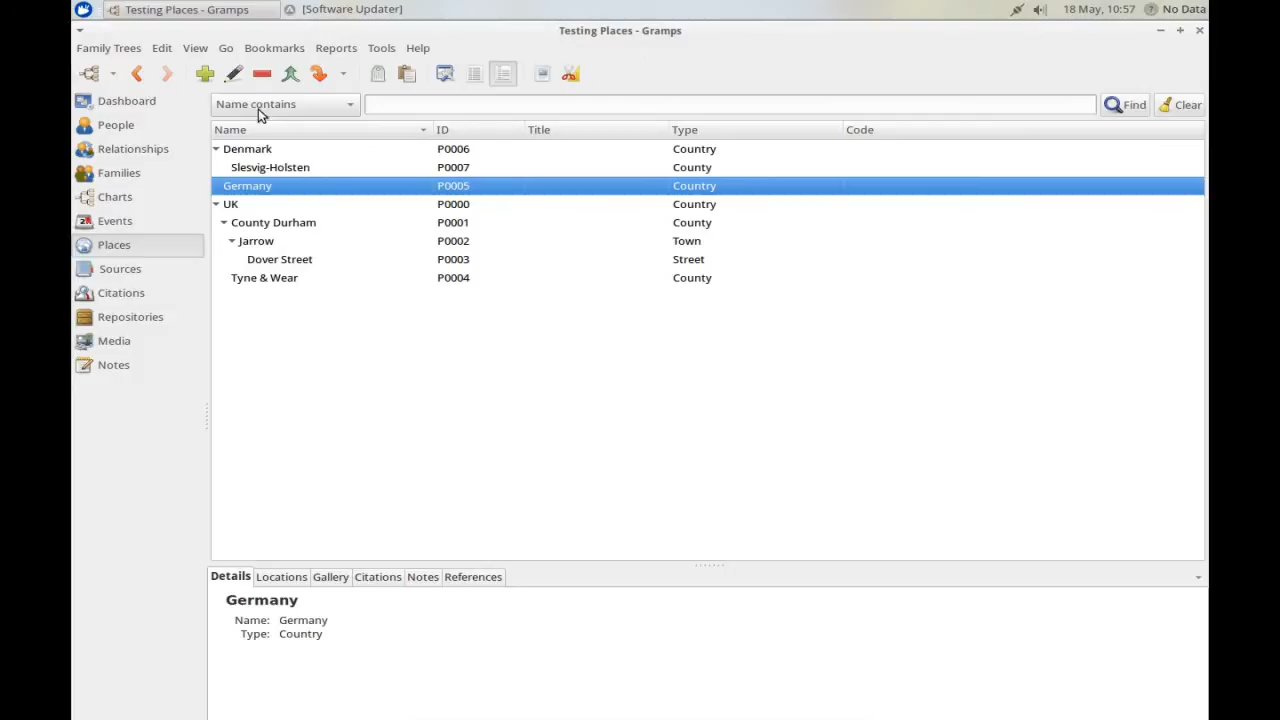 Testing Places - Gramps [Software Updater] 18 May, 10:57 No Data
Testing Places - Gramps
Family Trees Edit View Go Bookmarks Reports Tools Help
Dashboard
People
Relationships
Families
Charts
Events
Places
Sources
Citations
Repositories
Media
Notes
Name contains Find Clear
Name ID Title Type Code
Denmark P0006 Country
Slesvig-Holsten P0007 County
Germany P0005 Country
UK P0000 Country
County Durham P0001 County
Jarrow P0002 Town
Dover Street P0003 Street
Tyne & Wear P0004 County
Details Locations Gallery Citations Notes References
Germany
Name: Germany
Type: Country